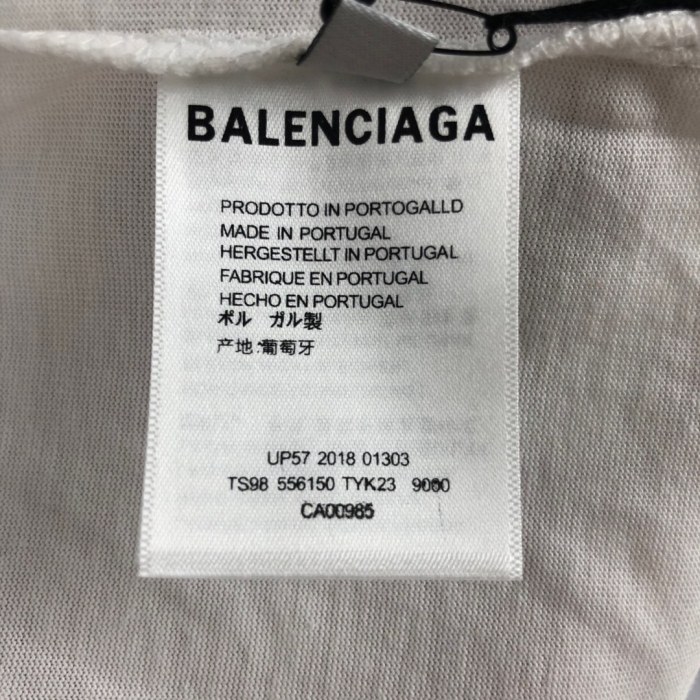 BALENCIAGA
PRODOTTO IN PORTOGALLD
MADE IN PORTUGAL
HERGESTELLT IN PORTUGAL
FABRIQUE EN PORTUGAL
HECHO EN PORTUGAL
ポル ガル製
产地:葡萄牙
UP57 2018 01303
TS98 556150 TYK23 9000
CA00985